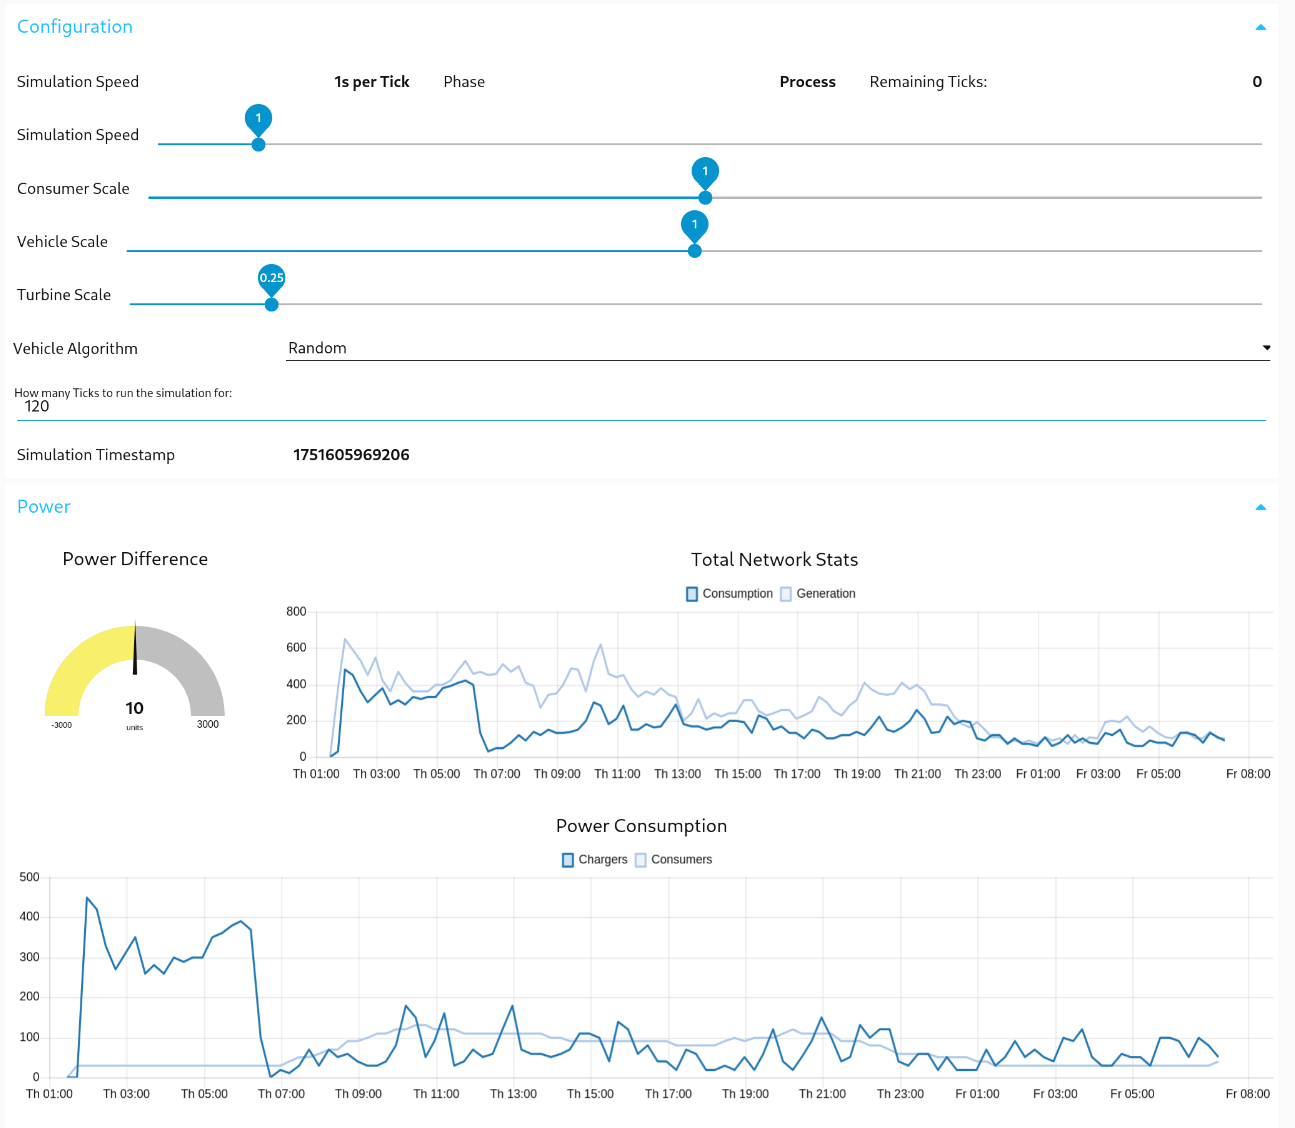 Configuration
Simulation Speed 1s per Tick Phase Process Remaining Ticks: 0
1
Simulation Speed
1
Consumer Scale
1
Vehicle Scale
0.25
Turbine Scale
Vehicle Algorithm Random
How many Ticks to run the simulation for:
120
Simulation Timestamp 1751605969206
Power
Power Difference
10
units
-3000 3000
Total Network Stats
Consumption Generation
800
600
400
200
0
Th 01:00 Th 03:00 Th 05:00 Th 07:00 Th 09:00 Th 11:00 Th 13:00 Th 15:00 Th 17:00 Th 19:00 Th 21:00 Th 23:00 Fr 01:00 Fr 03:00 Fr 05:00 Fr 08:00
Power Consumption
Chargers Consumers
500
400
300
200
100
0
Th 01:00 Th 03:00 Th 05:00 Th 07:00 Th 09:00 Th 11:00 Th 13:00 Th 15:00 Th 17:00 Th 19:00 Th 21:00 Th 23:00 Fr 01:00 Fr 03:00 Fr 05:00 Fr 08:00